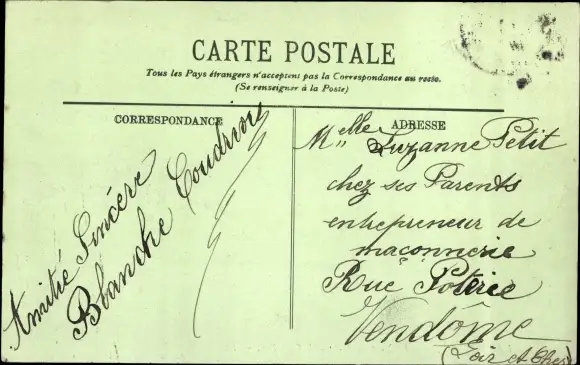 CARTE POSTALE
Tous les Pays étrangers n'acceptent pas la Correspondance au recto.
(Se renseigner à la Poste)
CORRESPONDANCE
Amitié Sincère
Blanche Coudriou
ADRESSE
Melle Suzanne Petit
chez ses Parents
entrepreneur de
maçonnerie
Rue Poterie
Vendôme
(Loir et Cher)